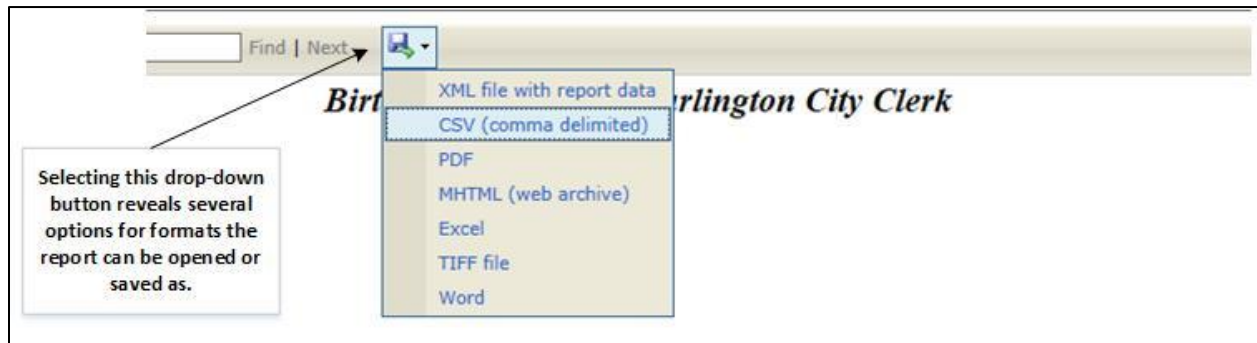 Find | Next
XML file with report data
Birt rlington City Clerk
CSV (comma delimited)
PDF
MHTML (web archive)
Excel
TIFF file
Word
Selecting this drop-down
button reveals several
options for formats the
report can be opened or
saved as.